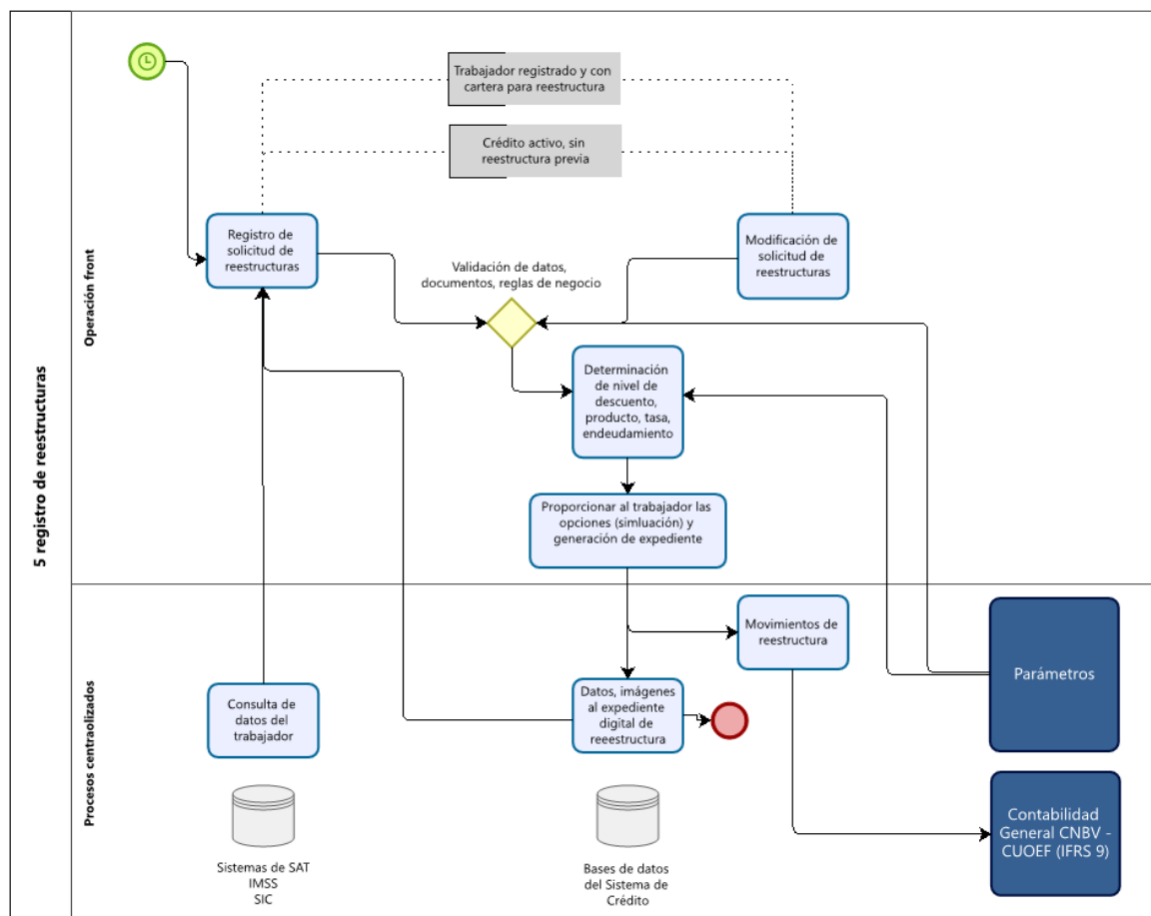 5 registro de reestructuras
Operación front
Trabajador registrado y con
cartera para reestructura
Crédito activo, sin
reestructura previa
Registro de
solicitud de
reestructuras
Modificación de
solicitud de
reestructuras
Validación de datos,
documentos, reglas de negocio
Determinación
de nivel de
descuento,
producto, tasa,
endeudamiento
Proporcionar al trabajador las
opciones (simluación) y
generación de expediente
Procesos centraolizados
Movimientos de
reestructura
Parámetros
Consulta de
datos del
trabajador
Datos, imágenes
al expediente
digital de
reeestructura
Contabilidad
General CNBV -
CUOEF (IFRS 9)
Sistemas de SAT
IMSS
SIC
Bases de datos
del Sistema de
Crédito